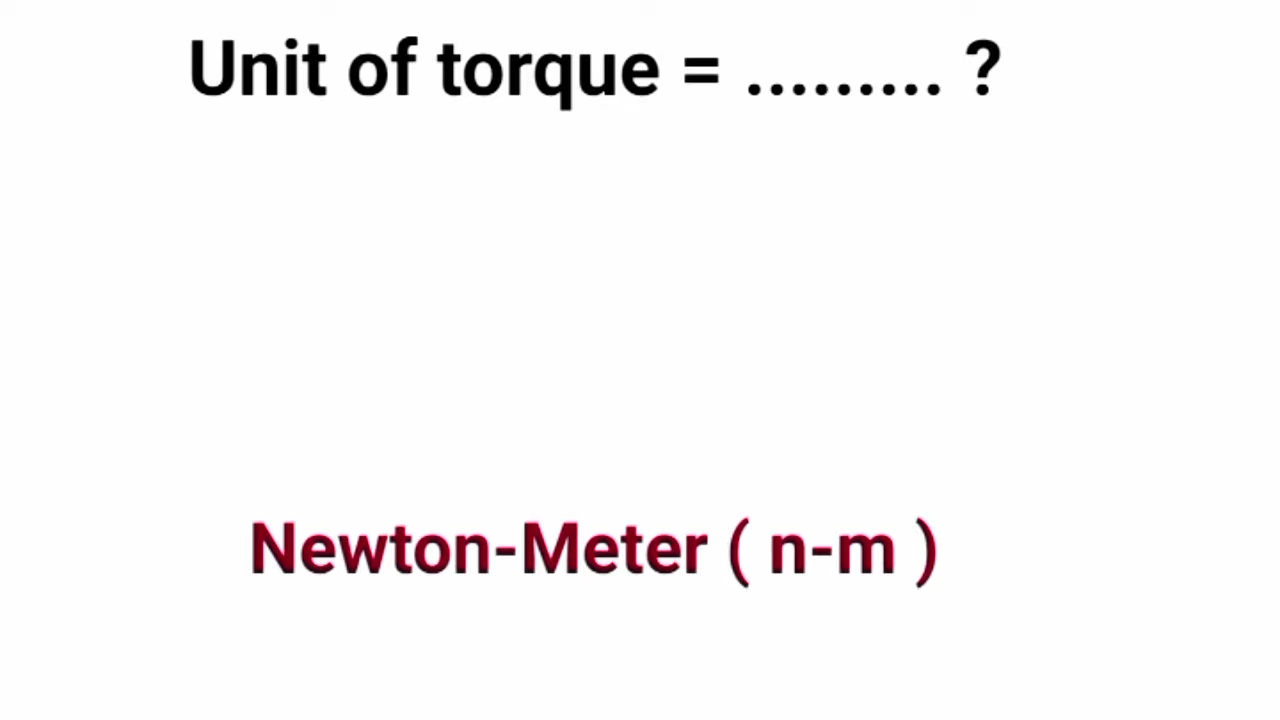 Unit of torque = ......... ?
Newton-Meter ( n-m )